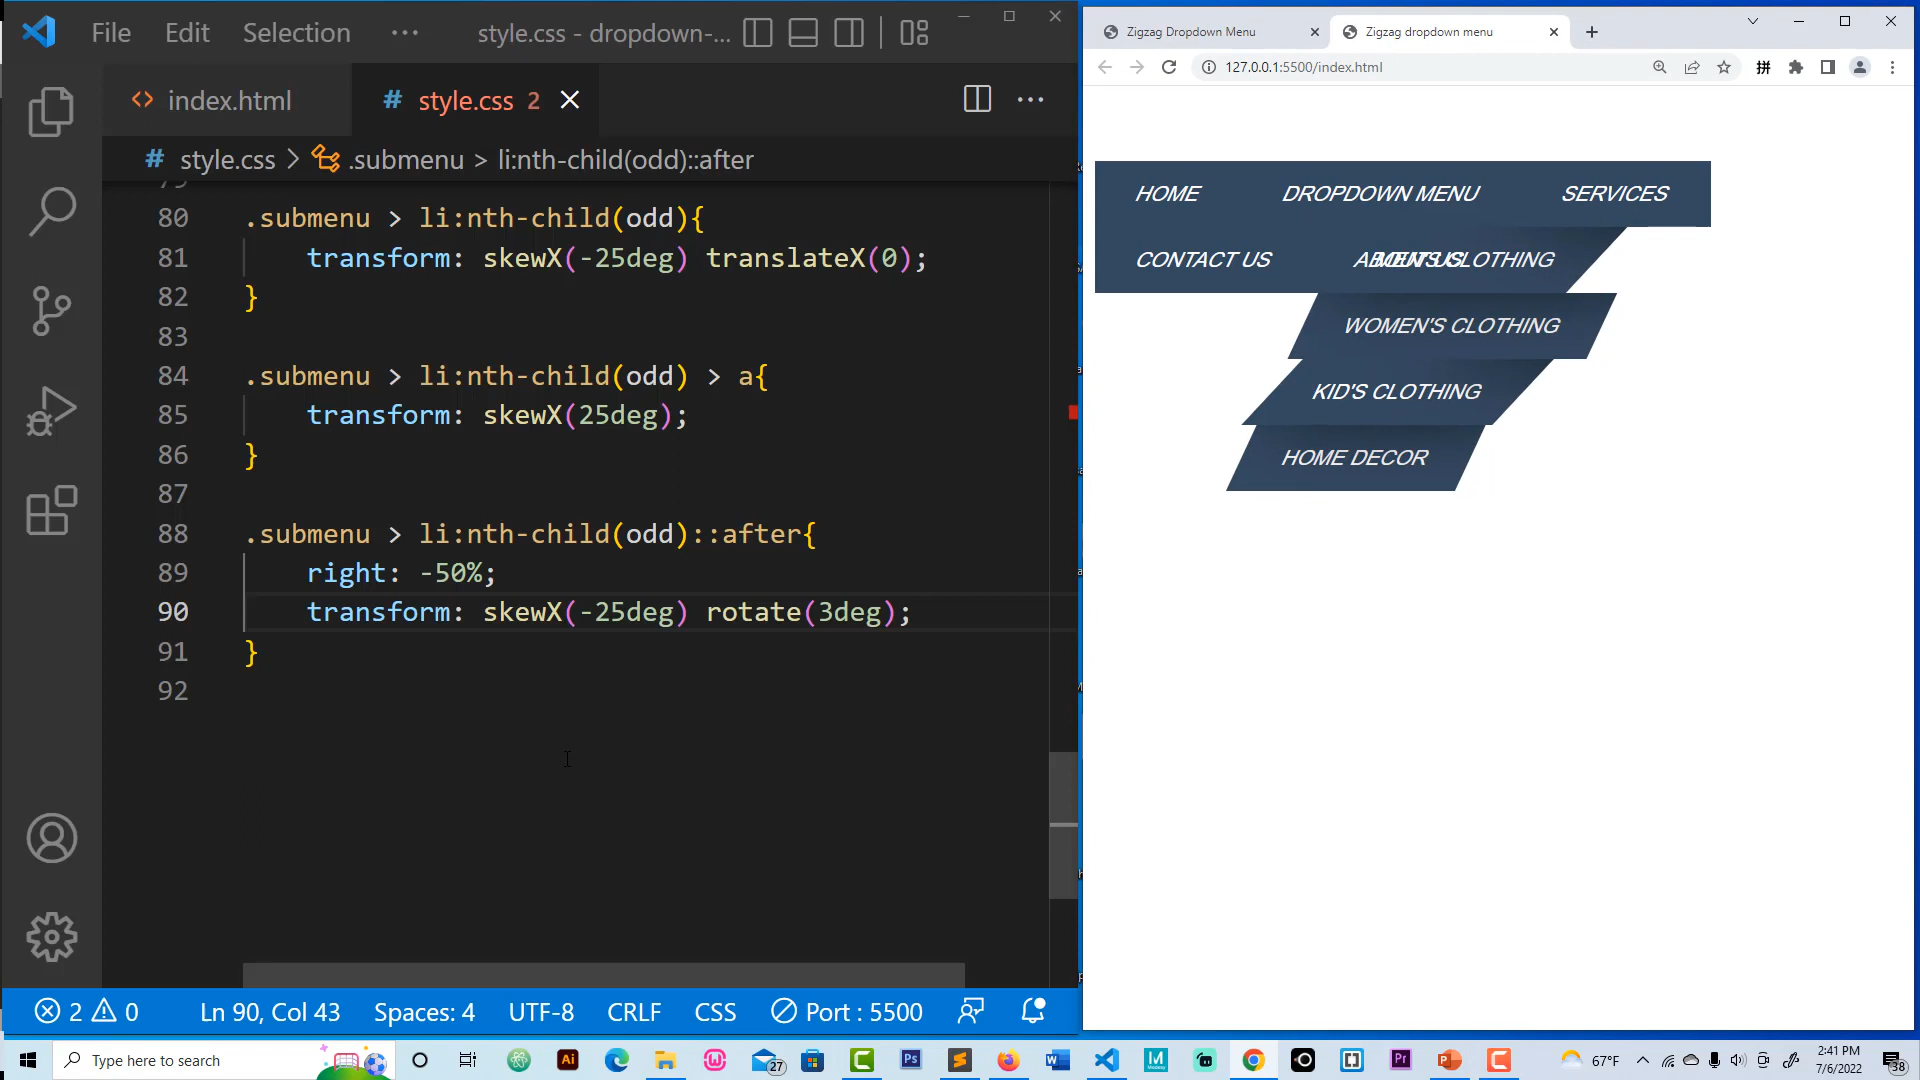 File Edit Selection ··· style.css - dropdown-...
index.html style.css 2
style.css > .submenu > li:nth-child(odd)::after
80 .submenu > li:nth-child(odd){
81 transform: skewX(-25deg) translateX(0);
82 }
83
84 .submenu > li:nth-child(odd) > a{
85 transform: skewX(25deg);
86 }
87
88 .submenu > li:nth-child(odd)::after{
89 right: -50%;
90 transform: skewX(-25deg) rotate(3deg);
91 }
92
2 0 Ln 90, Col 43 Spaces: 4 UTF-8 CRLF CSS Port : 5500
Zigzag Dropdown Menu Zigzag dropdown menu
127.0.0.1:5500/index.html
HOME DROPDOWN MENU SERVICES
CONTACT US ABOUT US CLOTHING
WOMEN'S CLOTHING
KID'S CLOTHING
HOME DECOR
Type here to search
27
67°F
2:41 PM
7/6/2022
38